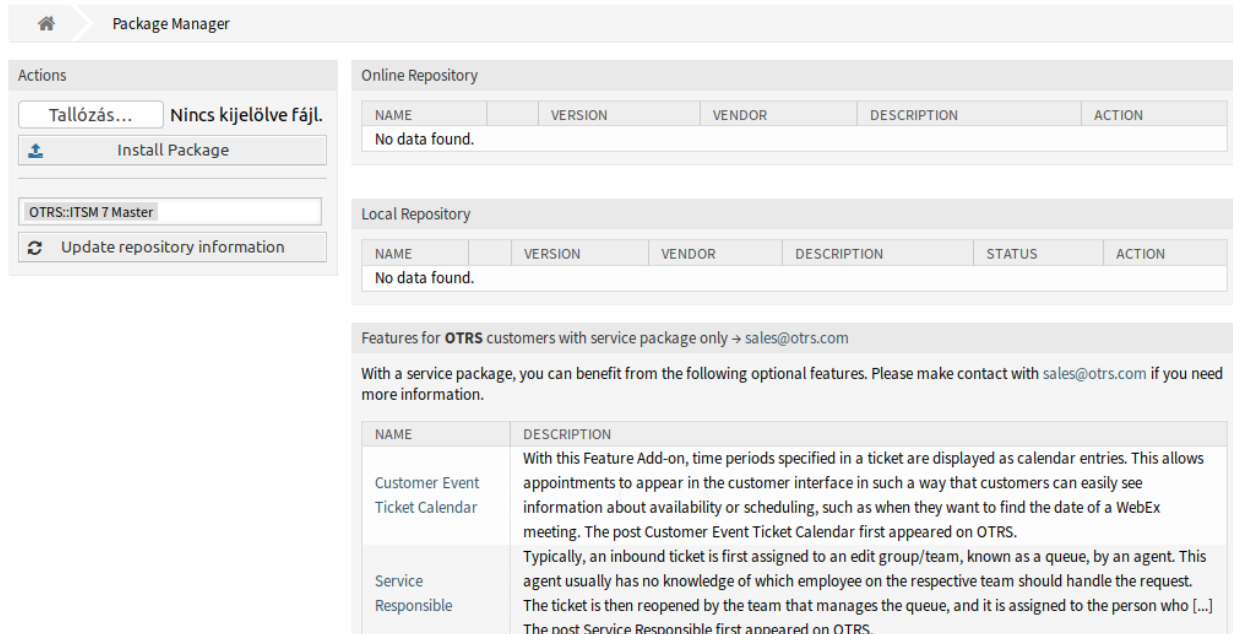 Package Manager
Actions
Tallózás... Nincs kijelölve fájl.
Install Package
OTRS::ITSM 7 Master
Update repository information
Online Repository
NAME VERSION VENDOR DESCRIPTION ACTION
No data found.
Local Repository
NAME VERSION VENDOR DESCRIPTION STATUS ACTION
No data found.
Features for OTRS customers with service package only → sales@otrs.com
With a service package, you can benefit from the following optional features. Please make contact with sales@otrs.com if you need
more information.
NAME DESCRIPTION
Customer Event
Ticket Calendar
With this Feature Add-on, time periods specified in a ticket are displayed as calendar entries. This allows
appointments to appear in the customer interface in such a way that customers can easily see
information about availability or scheduling, such as when they want to find the date of a WebEx
meeting. The post Customer Event Ticket Calendar first appeared on OTRS.
Service
Responsible
Typically, an inbound ticket is first assigned to an edit group/team, known as a queue, by an agent. This
agent usually has no knowledge of which employee on the respective team should handle the request.
The ticket is then reopened by the team that manages the queue, and it is assigned to the person who [...]
The post Service Responsible first appeared on OTRS.